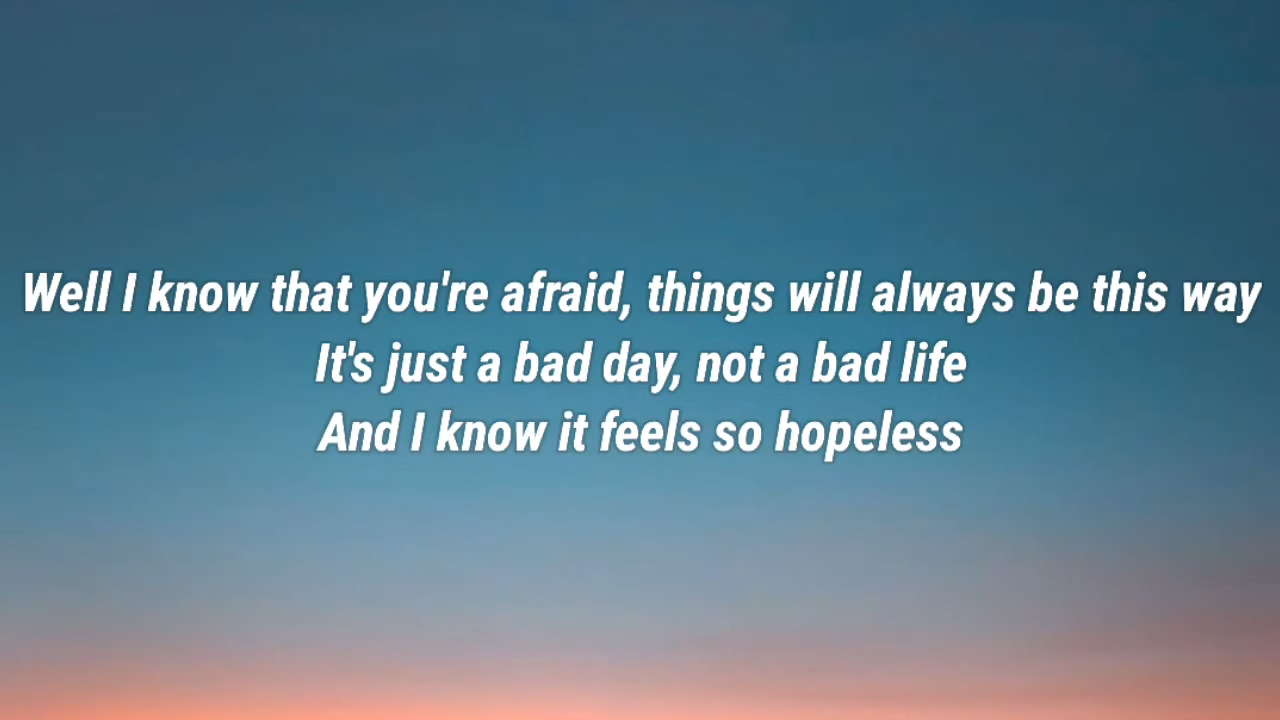 Well I know that you're afraid, things will always be this way
It's just a bad day, not a bad life
And I know it feels so hopeless